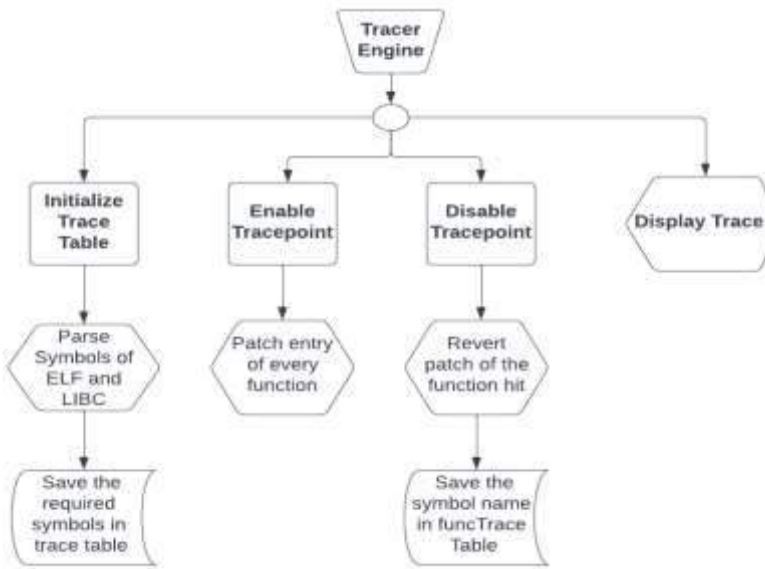 Tracer
Engine
Initialize
Trace
Table
Enable
Tracepoint
Disable
Tracepoint
Display Trace
Parse
Symbols of
ELF and
LIBC
Patch entry
of every
function
Revert
patch of the
function hit
Save the
required
symbols in
trace table
Save the
symbol name
in funcTrace
Table